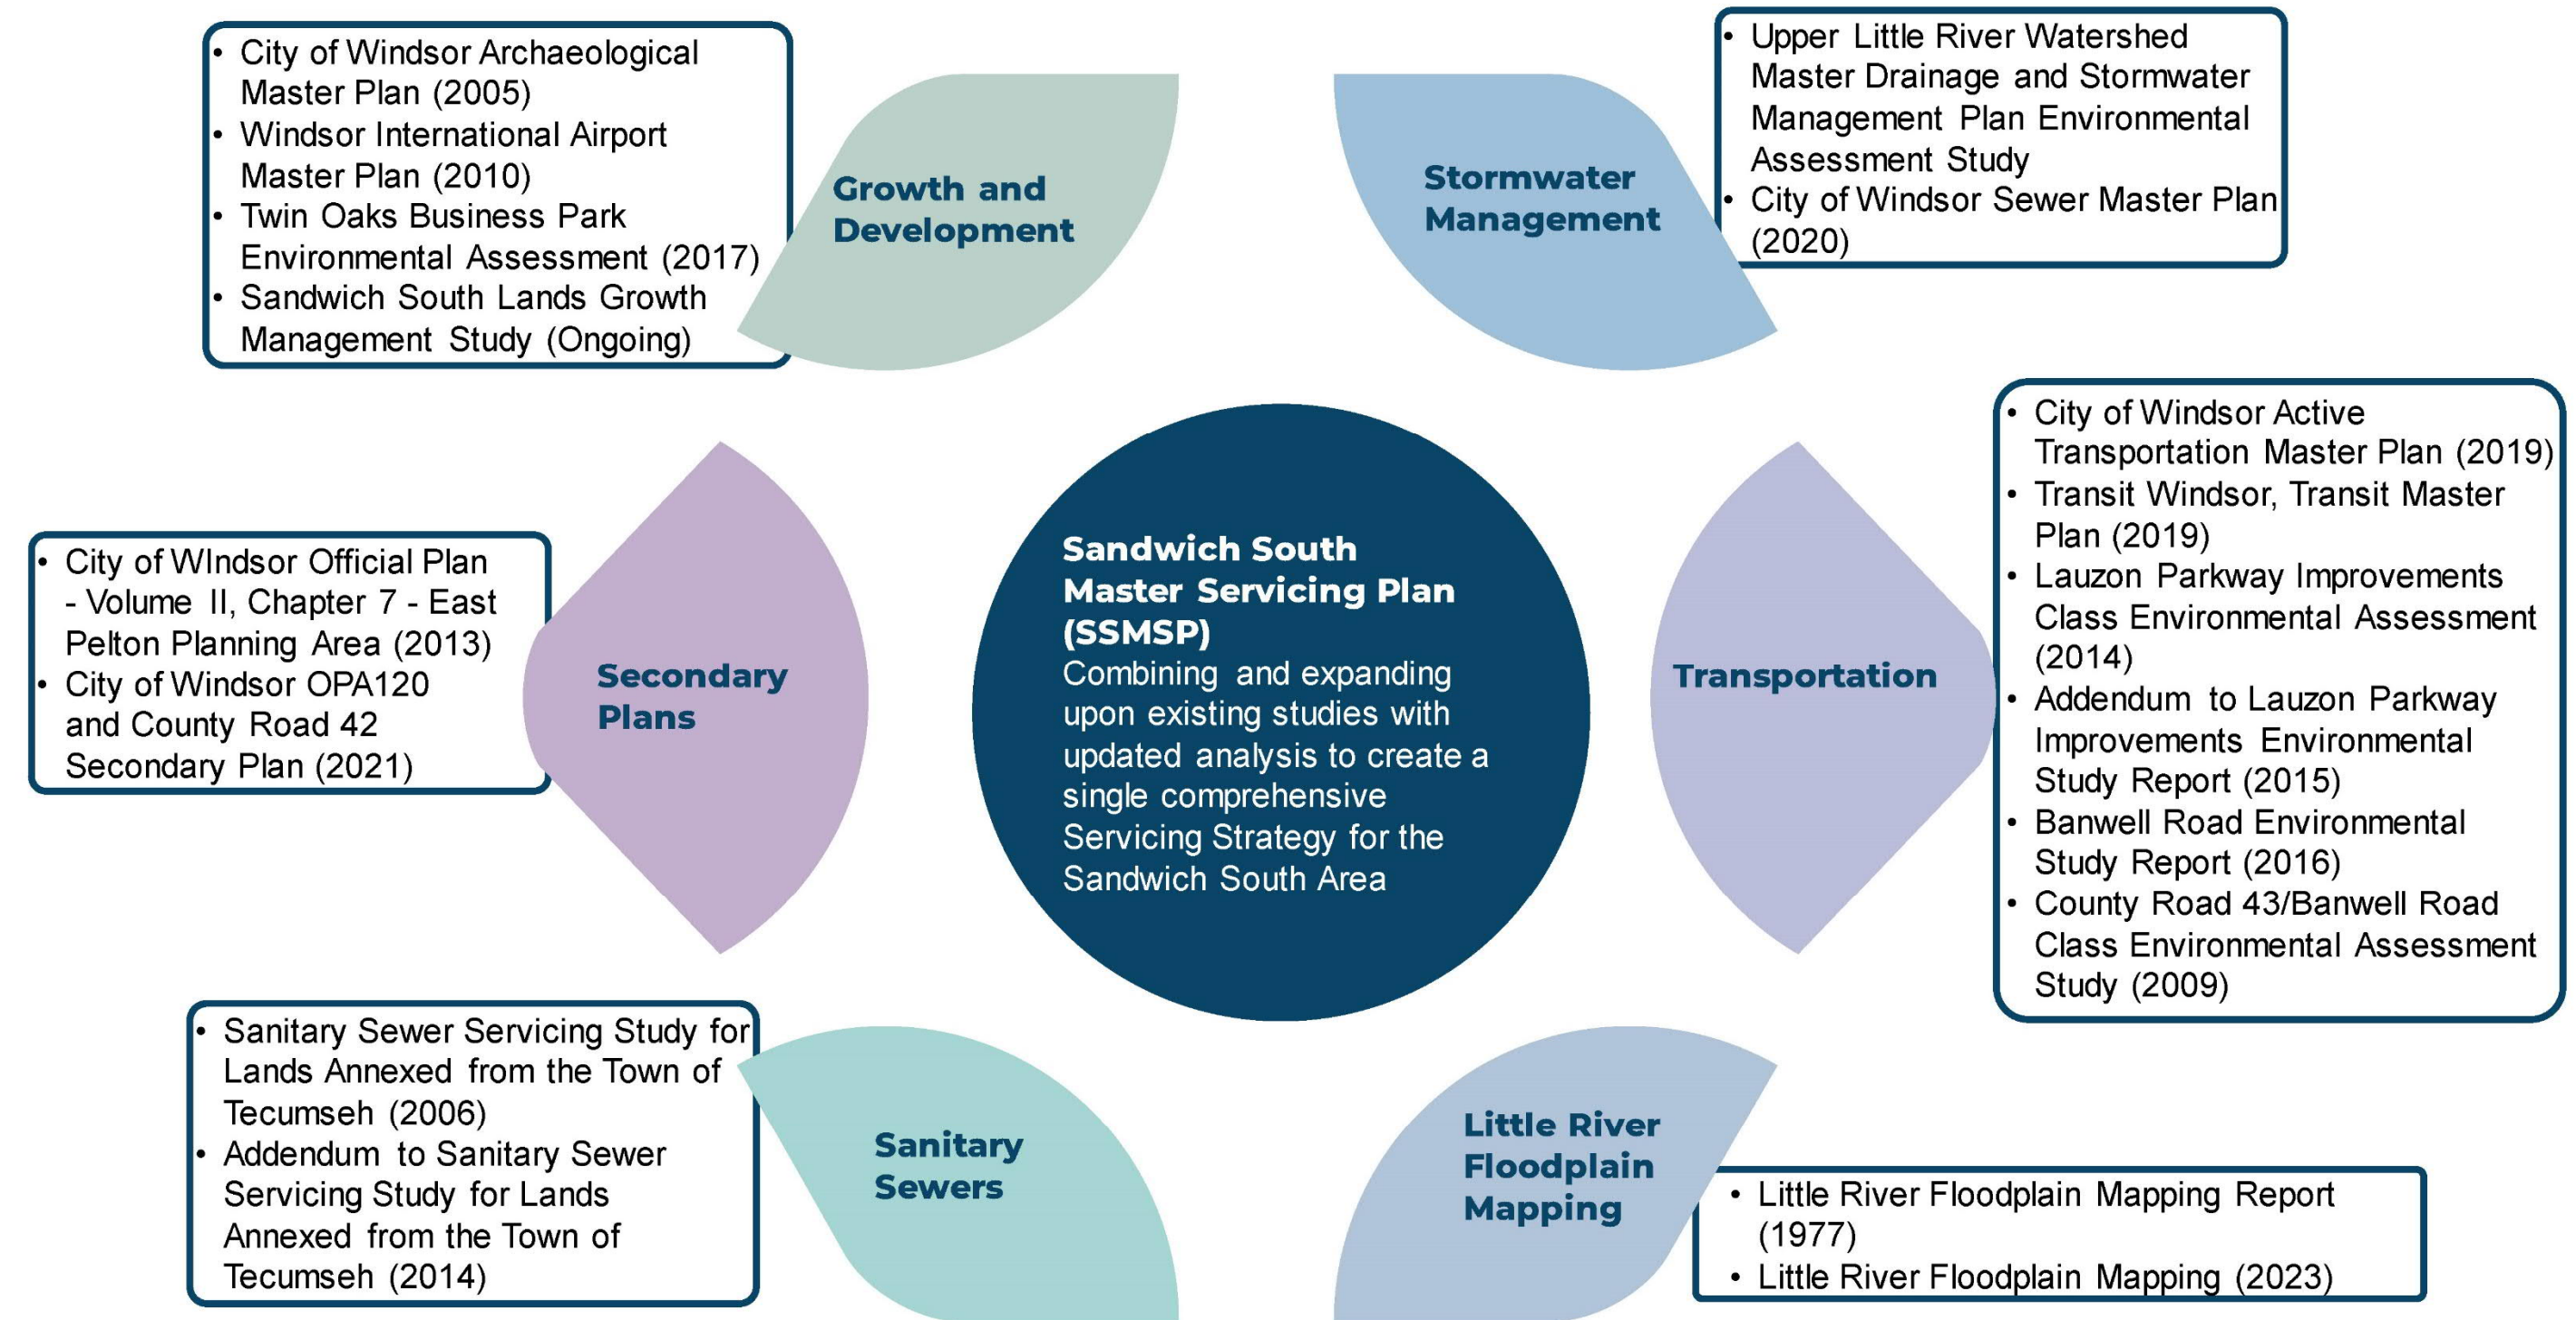 • City of Windsor Archaeological
Master Plan (2005)
• Windsor International Airport
Master Plan (2010)
• Twin Oaks Business Park
Environmental Assessment (2017)
• Sandwich South Lands Growth
Management Study (Ongoing)
Growth and
Development
Stormwater
Management
• Upper Little River Watershed
Master Drainage and Stormwater
Management Plan Environmental
Assessment Study
• City of Windsor Sewer Master Plan
(2020)
• City of WIndsor Official Plan
- Volume II, Chapter 7 - East
Pelton Planning Area (2013)
• City of Windsor OPA120
and County Road 42
Secondary Plan (2021)
Secondary
Plans
Sandwich South
Master Servicing Plan
(SSMSP)
Combining and expanding
upon existing studies with
updated analysis to create a
single comprehensive
Servicing Strategy for the
Sandwich South Area
Transportation
• City of Windsor Active
Transportation Master Plan (2019)
• Transit Windsor, Transit Master
Plan (2019)
• Lauzon Parkway Improvements
Class Environmental Assessment
(2014)
• Addendum to Lauzon Parkway
Improvements Environmental
Study Report (2015)
• Banwell Road Environmental
Study Report (2016)
• County Road 43/Banwell Road
Class Environmental Assessment
Study (2009)
• Sanitary Sewer Servicing Study for
Lands Annexed from the Town of
Tecumseh (2006)
• Addendum to Sanitary Sewer
Servicing Study for Lands
Annexed from the Town of
Tecumseh (2014)
Sanitary
Sewers
Little River
Floodplain
Mapping
• Little River Floodplain Mapping Report
(1977)
• Little River Floodplain Mapping (2023)